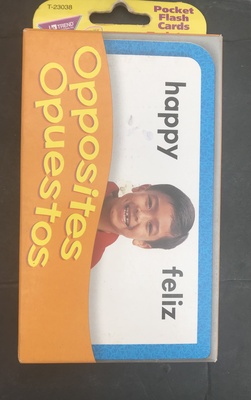 T-23038
TREND
Pocket
Flash
Cards
Opposites
Opuestos
happy
feliz